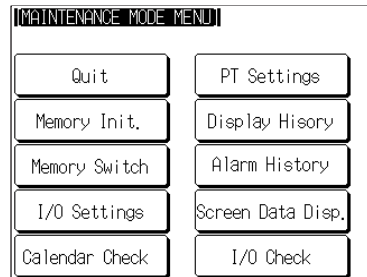 [MAINTENANCE MODE MENU]
Quit
PT Settings
Memory Init.
Display Hisory
Memory Switch
Alarm History
I/O Settings
Screen Data Disp.
Calendar Check
I/O Check